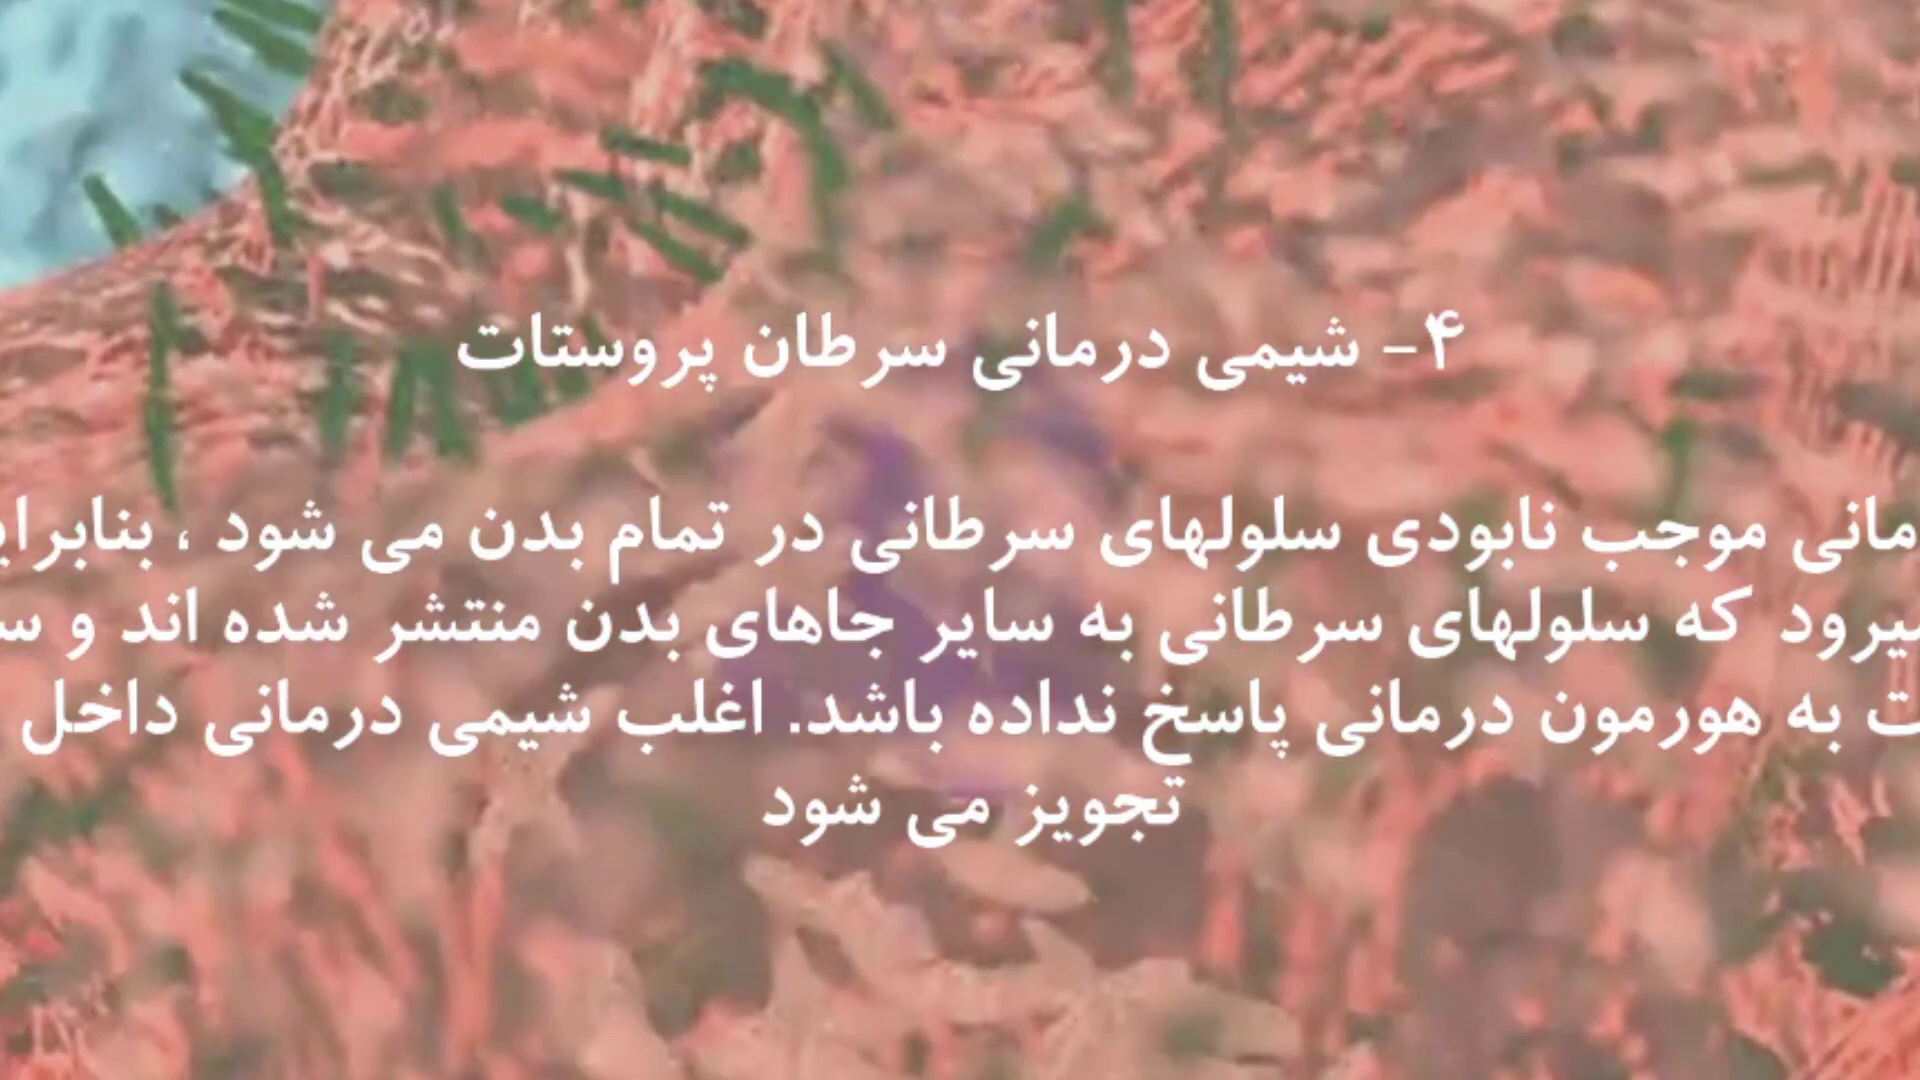 ۴- شیمی درمانی سرطان پروستات
موجب نابودی سلولهای سرطانی در تمام بدن می شود ،
که سلولهای سرطانی به سایر جاهای بدن منتشر شده اند و
به هورمون درمانی پاسخ نداده باشد. اغلب شیمی درمانی داخل
تجویز می شود